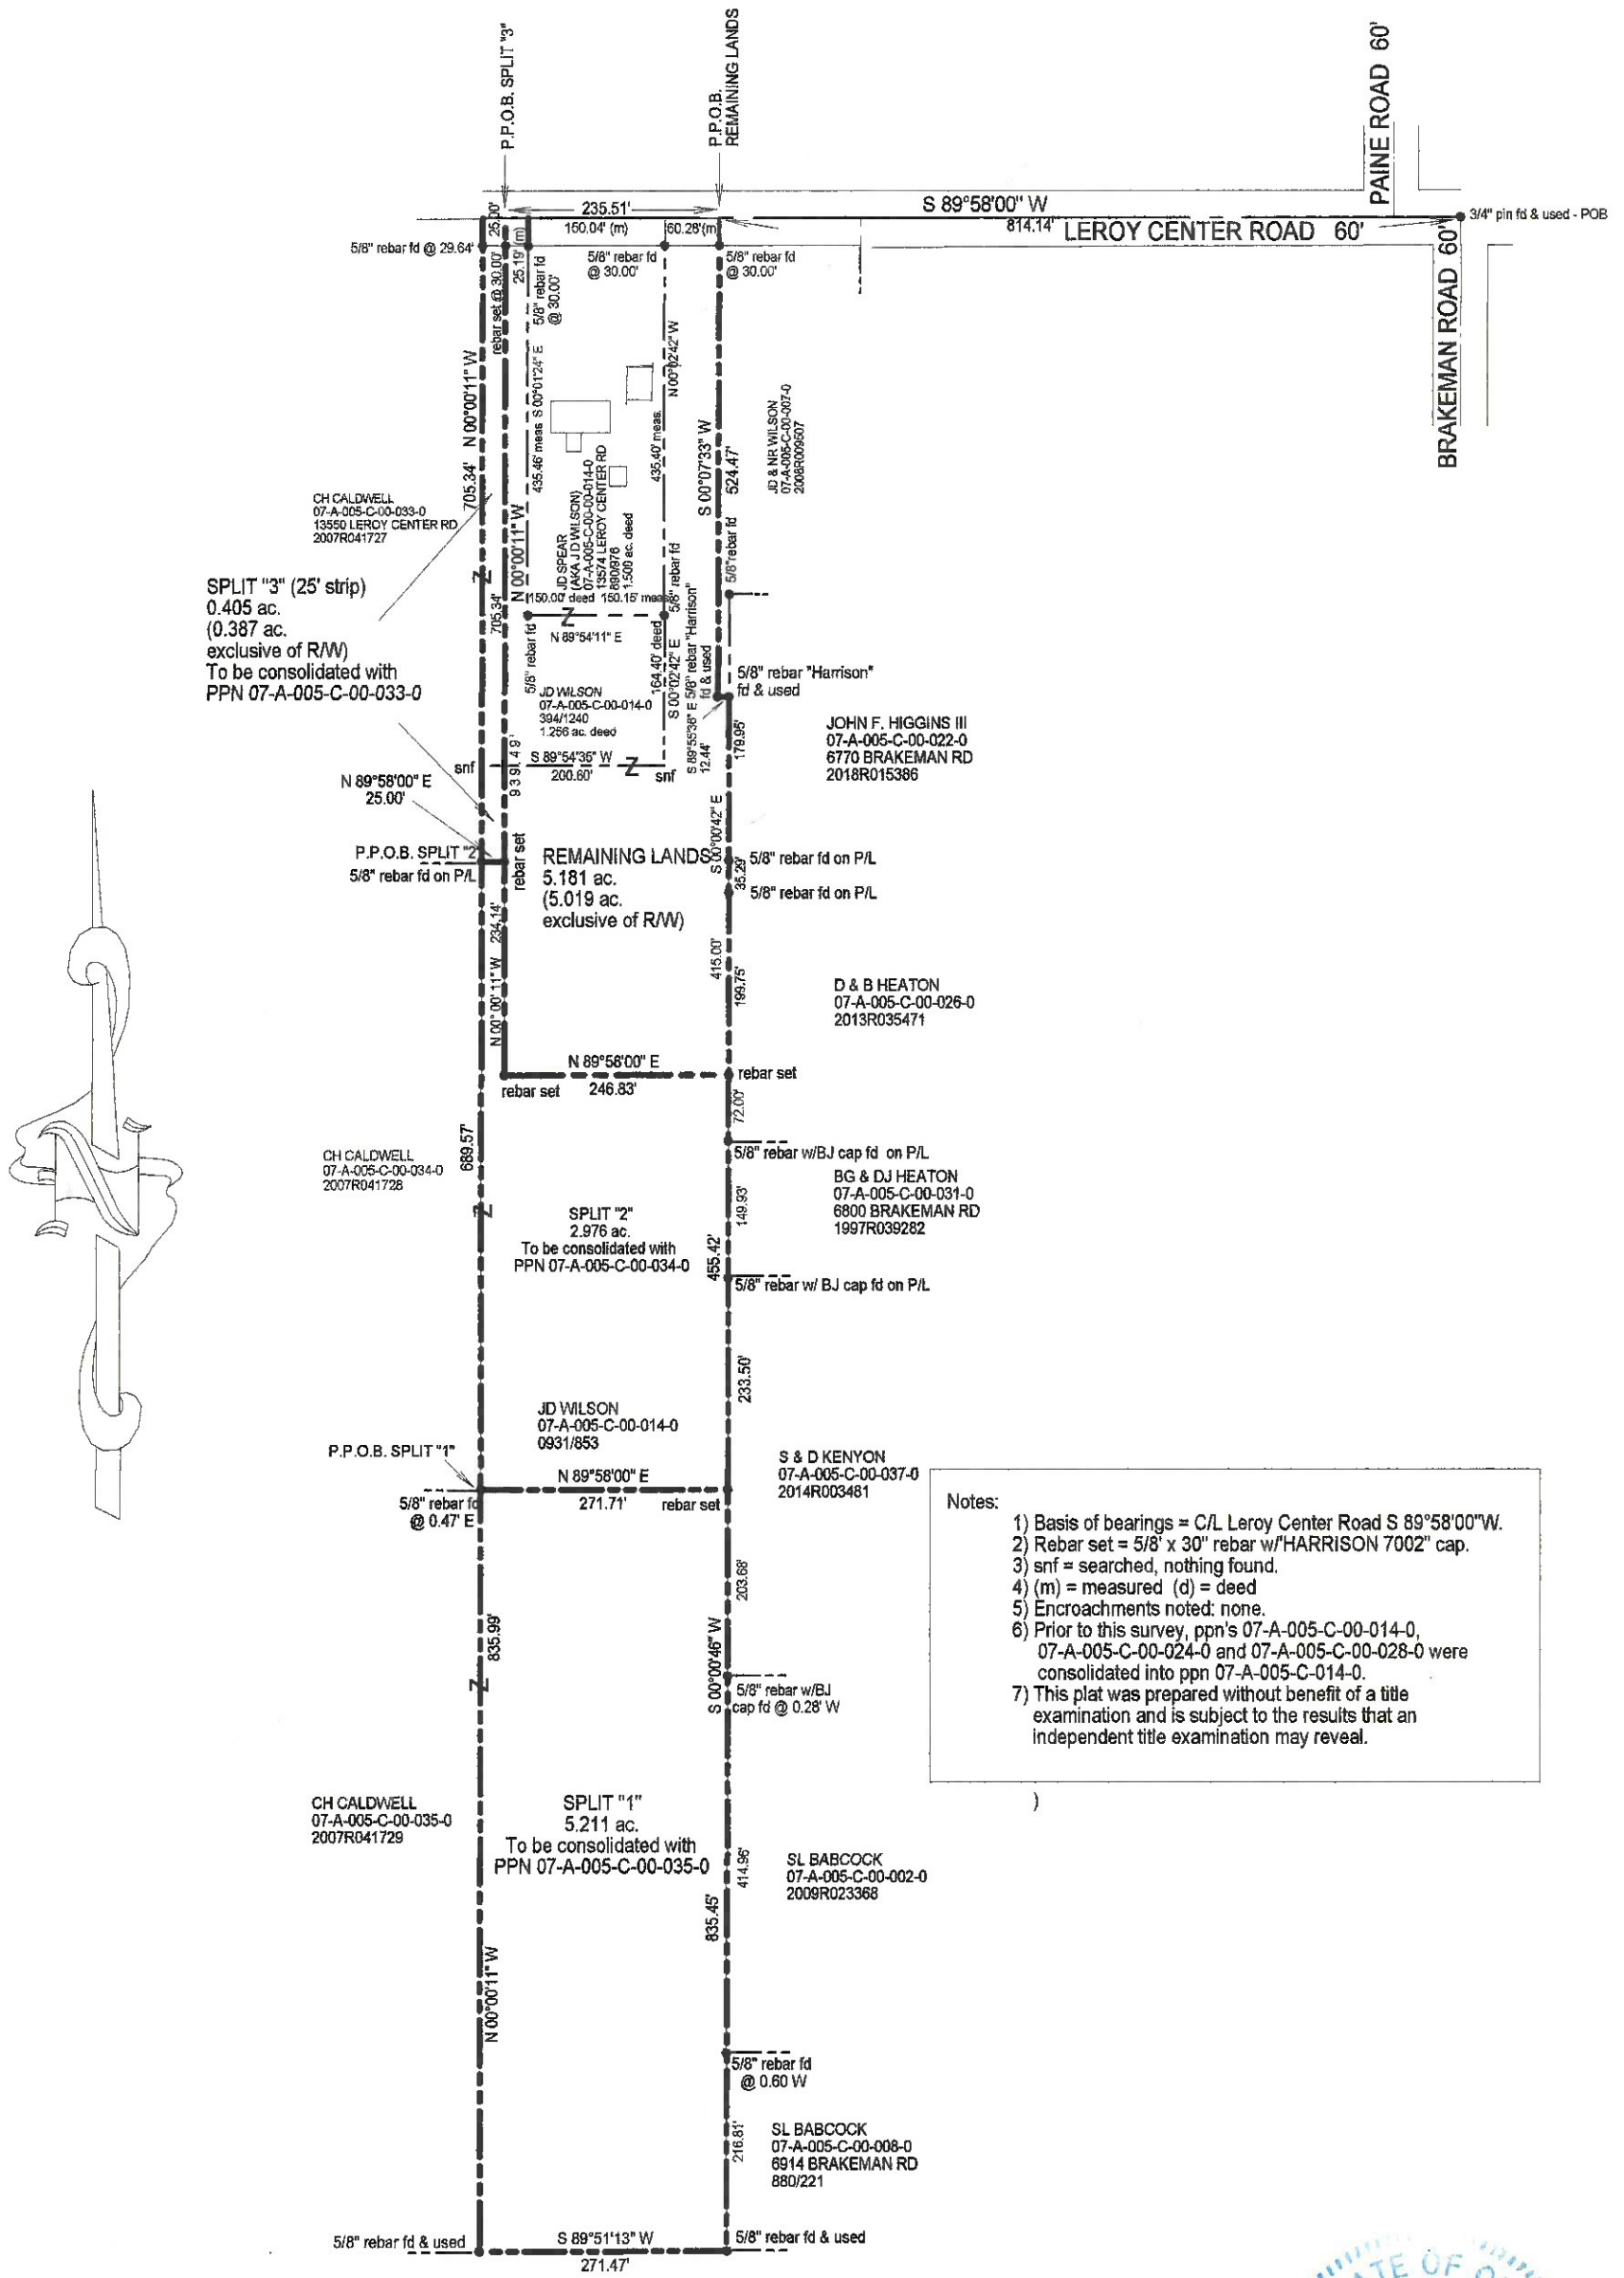 P.P.O.B. SPLIT "3"
P.P.O.B.
REMAINING LANDS
PAINE ROAD 60'
S 89°58'00" W
814.14'
3/4" pin fd & used - POB
LEROY CENTER ROAD 60'
BRAKEMAN ROAD 60'
235.51'
25.00'
150.04' (m)
60.28'(m)
25.19'(m)
5/8" rebar fd @ 29.64'
rebar set @ 30.00'
5/8" rebar fd
@ 30.00'
5/8" rebar fd
@ 30.00'
5/8" rebar fd
@ 30.00'
705.34' N 00°00'11" W
435.46' meas S 00°01'24" E
N 00°02'42" W
435.40' meas.
S 00°07'33" W
524.47'
JD & NR WILSON
07-A-005-C-00-007-0
2008R009607
CH CALDWELL
07-A-005-C-00-033-0
13550 LEROY CENTER RD
2007R041727
SPLIT "3" (25' strip)
0.405 ac.
(0.387 ac.
exclusive of R/W)
To be consolidated with
PPN 07-A-005-C-00-033-0
Z
N 00°00'11" W
705.34'
JD SPEAR
(AKA J D WILSON)
07-A-005-C-00-00-014-0
13574 LEROY CENTER RD
890/976
1.500 ac. deed
150.00' deed 150.15' meas
Z
N 89°54'11" E
5/8" rebar fd
5/8" rebar fd
5/8"rebar fd
164.40' deed
S 00°02'42" E
S 89°55'36" E
12.44'
5/8" rebar "Harrison"
fd & used
5/8" rebar "Harrison"
fd & used
JD WILSON
07-A-005-C-00-014-0
394/1240
1.256 ac. deed
179.95'
JOHN F. HIGGINS III
07-A-005-C-00-022-0
6770 BRAKEMAN RD
2018R015386
939.49'
S 89°54'35" W
200.60'
Z
snf
snf
N 89°58'00" E
25.00'
P.P.O.B. SPLIT "2"
5/8" rebar fd on P/L
rebar set
REMAINING LANDS
5.181 ac.
(5.019 ac.
exclusive of R/W)
S 00°00'42" E
35.29'
5/8" rebar fd on P/L
5/8" rebar fd on P/L
234.14'
N 00° 00' 11" W
415.00'
199.75'
D & B HEATON
07-A-005-C-00-026-0
2013R035471
N 89°58'00" E
246.83'
rebar set
rebar set
72.00'
5/8" rebar w/BJ cap fd on P/L
689.57'
CH CALDWELL
07-A-005-C-00-034-0
2007R041728
Z
BG & DJ HEATON
07-A-005-C-00-031-0
6800 BRAKEMAN RD
1997R039282
149.93'
SPLIT "2"
2.976 ac.
To be consolidated with
PPN 07-A-005-C-00-034-0
455.42'
5/8" rebar w/ BJ cap fd on P/L
233.50'
JD WILSON
07-A-005-C-00-014-0
0931/853
P.P.O.B. SPLIT "1"
5/8" rebar fd
@ 0.47' E
N 89°58'00" E
271.71'
rebar set
S & D KENYON
07-A-005-C-00-037-0
2014R003481
Notes:
1) Basis of bearings = C/L Leroy Center Road S 89°58'00"W.
2) Rebar set = 5/8' x 30" rebar w/"HARRISON 7002" cap.
3) snf = searched, nothing found.
4) (m) = measured (d) = deed
5) Encroachments noted: none.
6) Prior to this survey, ppn's 07-A-005-C-00-014-0,
07-A-005-C-00-024-0 and 07-A-005-C-00-028-0 were
consolidated into ppn 07-A-005-C-014-0.
7) This plat was prepared without benefit of a title
examination and is subject to the results that an
independent title examination may reveal.
)
203.68'
835.99'
Z
S 00°00'46" W
5/8" rebar w/BJ
cap fd @ 0.28' W
CH CALDWELL
07-A-005-C-00-035-0
2007R041729
SPLIT "1"
5.211 ac.
To be consolidated with
PPN 07-A-005-C-00-035-0
414.96'
SL BABCOCK
07-A-005-C-00-002-0
2009R023368
835.45'
N 00°00'11" W
5/8" rebar fd
@ 0.60 W
216.81'
SL BABCOCK
07-A-005-C-00-008-0
6914 BRAKEMAN RD
880/221
5/8" rebar fd & used
S 89°51'13" W
271.47'
5/8" rebar fd & used
TE OF O